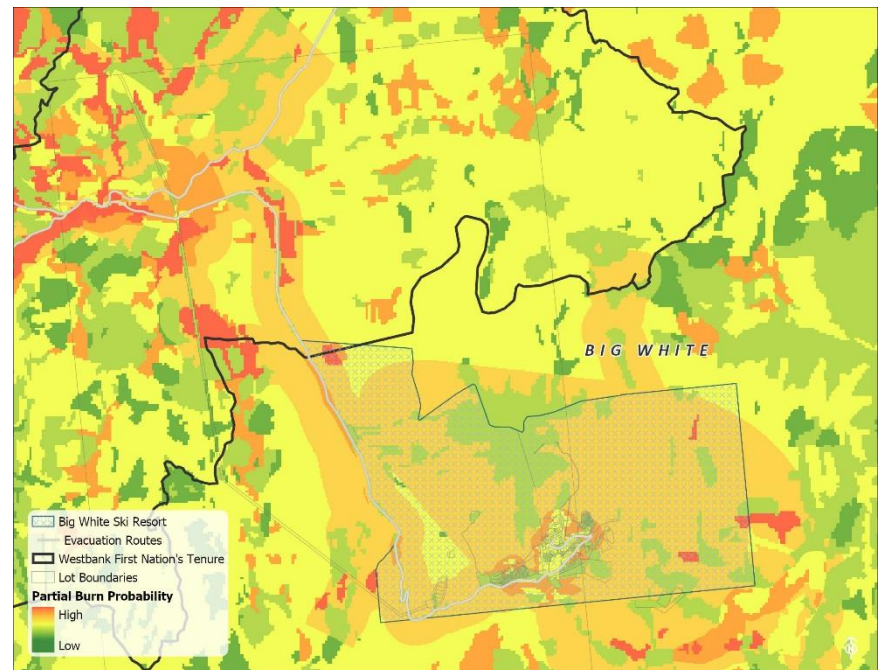 BIG WHITE
Big White Ski Resort
Evacuation Routes
Westbank First Nation's Tenure
Lot Boundaries
Partial Burn Probability
High
Low
N